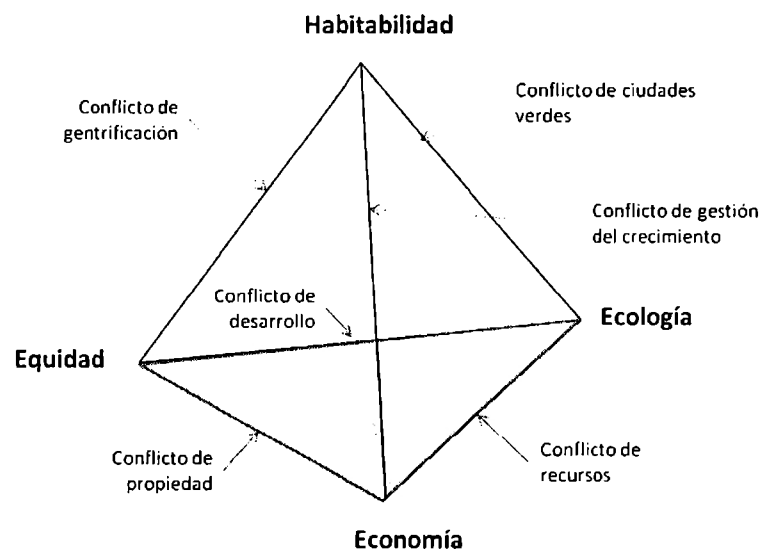 Habitabilidad
Conflicto de
gentrificación
Conflicto de ciudades
verdes
Conflicto de gestión
del crecimiento
Conflicto de
desarrollo
Ecología
Equidad
Conflicto de
propiedad
Conflicto de
recursos
Economía